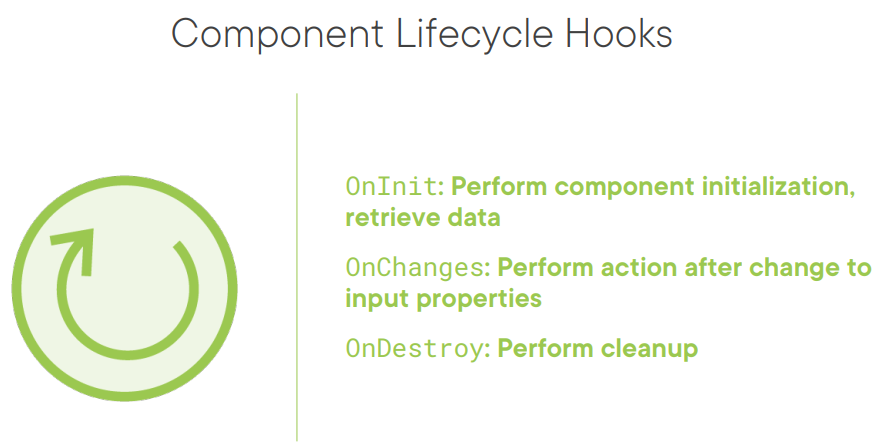 Component Lifecycle Hooks
OnInit: Perform component initialization,
retrieve data
OnChanges: Perform action after change to
input properties
OnDestroy: Perform cleanup